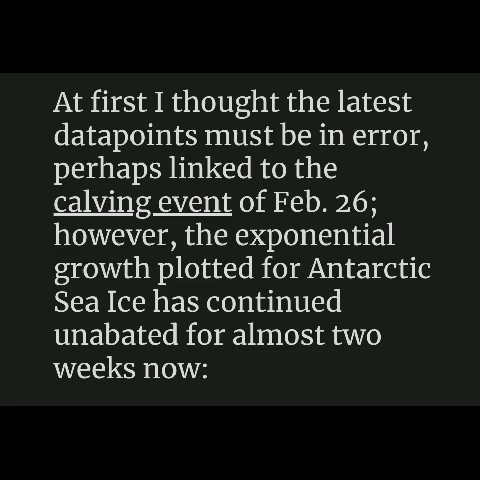 At first I thought the latest
datapoints must be in error,
perhaps linked to the
calving event of Feb. 26;
however, the exponential
growth plotted for Antarctic
Sea Ice has continued
unabated for almost two
weeks now: